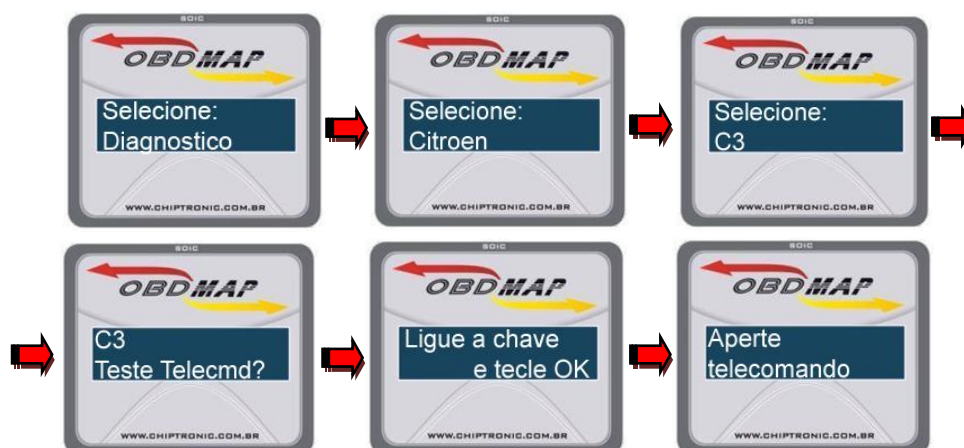 SOIC
SOIC
SOIC
OBDMAP
OBDMAP
OBDMAP
Selecione:
Diagnostico
Selecione:
Citroen
Selecione:
C3
WWW.CHIPTRONIC.COM.BR
WWW.CHIPTRONIC.COM.BR
WWW.CHIPTRONIC.COM.BR
SOIC
SOIC
SOIC
OBDMAP
OBDMAP
OBDMAP
C3
Teste Telecmd?
Ligue a chave
e tecle OK
Aperte
telecomando
WWW.CHIPTRONIC.COM.BR
WWW.CHIPTRONIC.COM.BR
WWW.CHIPTRONIC.COM.BR